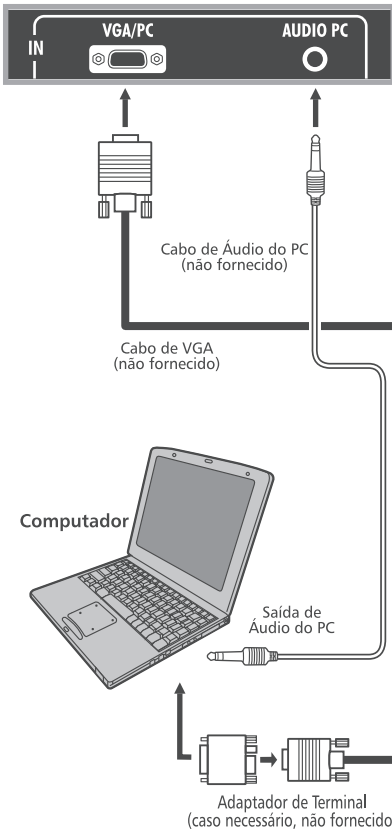 VGA/PC
AUDIO PC
IN
Cabo de Áudio do PC
(não fornecido)
Cabo de VGA
(não fornecido)
Computador
Saída de
Áudio do PC
Adaptador de Terminal
(caso necessário, não fornecido